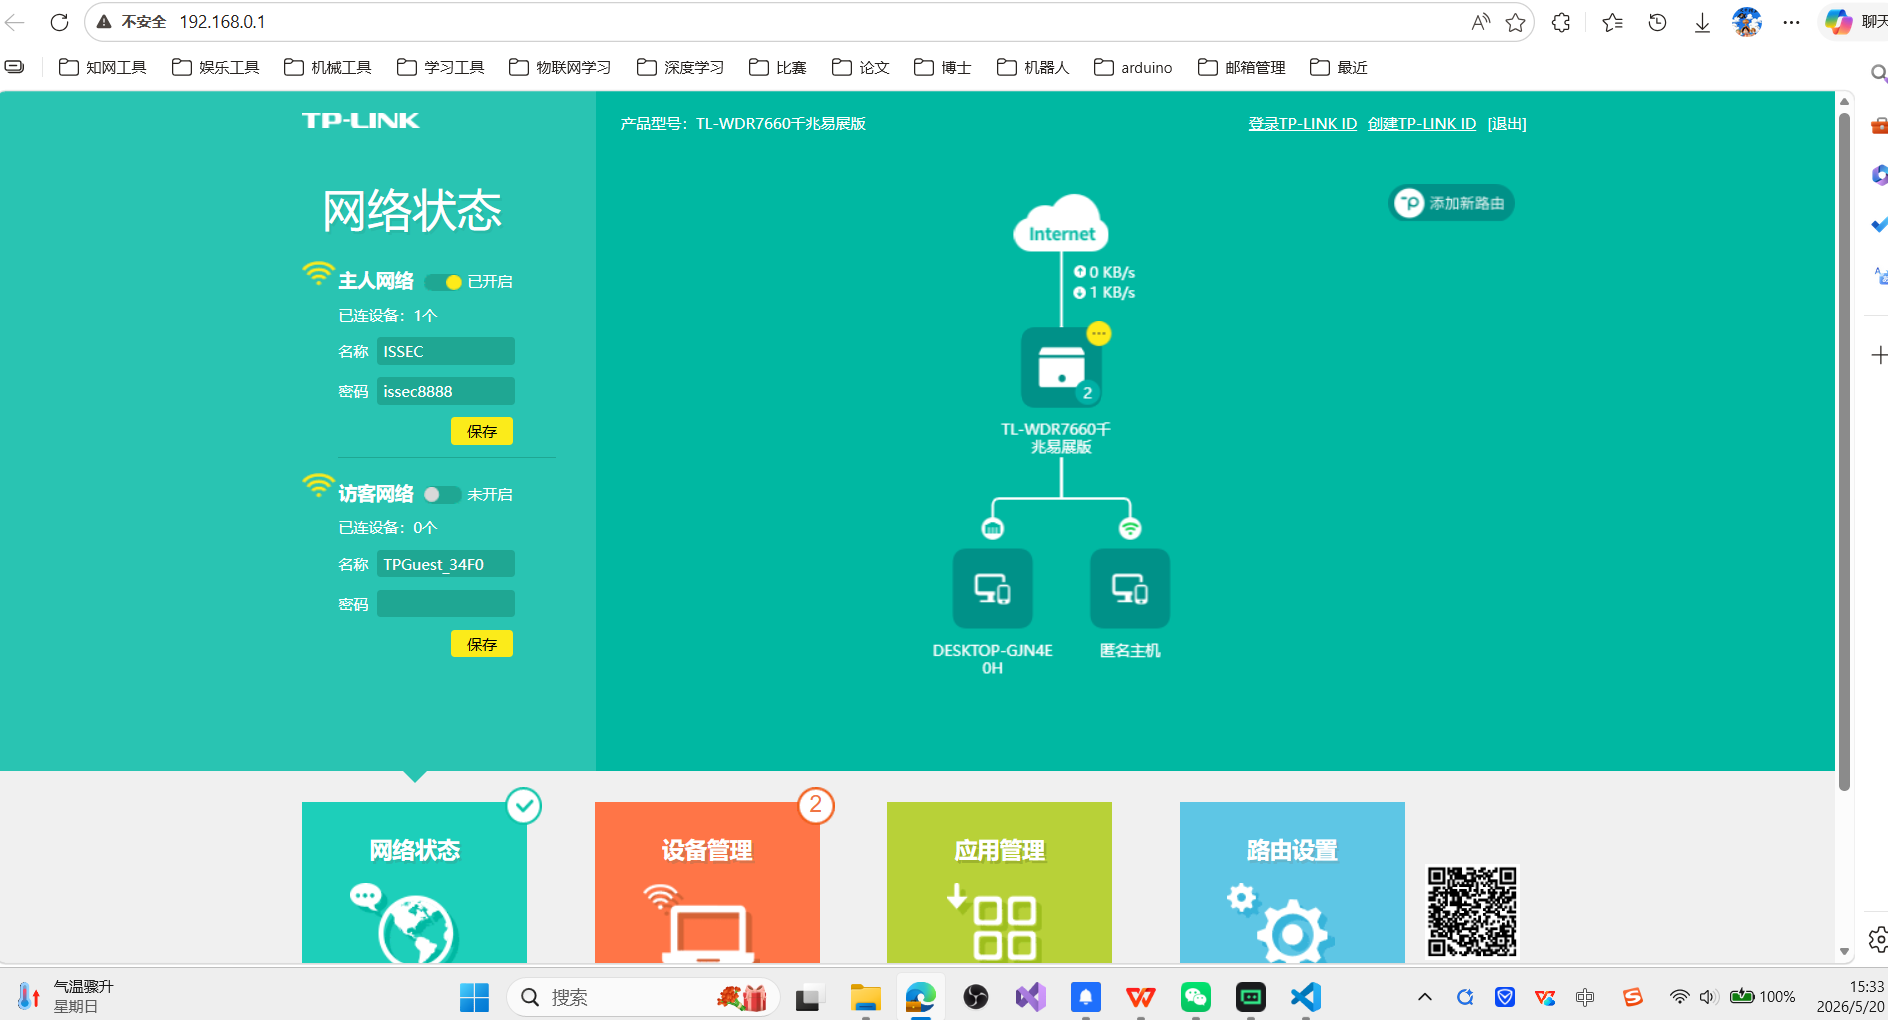 不安全 192.168.0.1
聊天
知网工具 娱乐工具 机械工具 学习工具 物联网学习 深度学习 比赛 论文 博士 机器人 arduino 邮箱管理 最近
TP-LINK
产品型号：TL-WDR7660千兆易展版
登录TP-LINK ID 创建TP-LINK ID [退出]
网络状态
主人网络 已开启
已连设备：1个
名称 ISSEC
密码 issec8888
保存
访客网络 未开启
已连设备：0个
名称 TPGuest_34F0
密码
保存
添加新路由
Internet
0 KB/s
1 KB/s
2
TL-WDR7660千
兆易展版
DESKTOP-GJN4E
0H
匿名主机
网络状态
设备管理
2
应用管理
路由设置
气温骤升
星期日
搜索
中
100%
15:33
2026/5/20